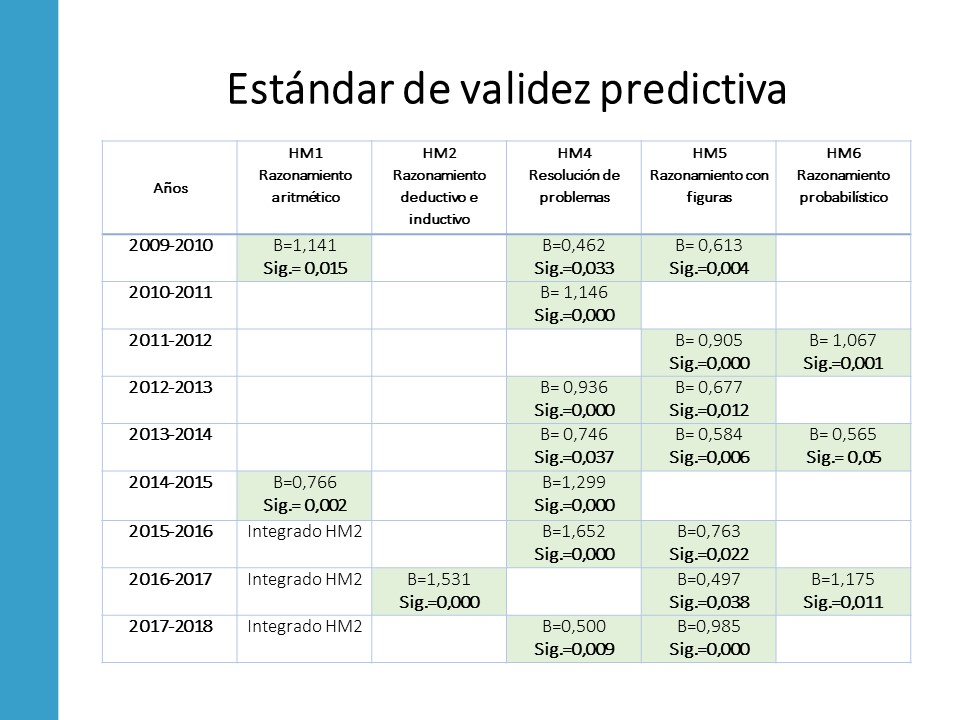 Estándar de validez predictiva
Años
HM1
Razonamiento
aritmético
HM2
Razonamiento
deductivo e
inductivo
HM4
Resolución de
problemas
HM5
Razonamiento con
figuras
HM6
Razonamiento
probabilístico
2009-2010
B=1,141
Sig.= 0,015
B=0,462
Sig.=0,033
B= 0,613
Sig.=0,004
2010-2011
B= 1,146
Sig.=0,000
2011-2012
B= 0,905
Sig.=0,000
B= 1,067
Sig.=0,001
2012-2013
B= 0,936
Sig.=0,000
B= 0,677
Sig.=0,012
2013-2014
B= 0,746
Sig.=0,037
B= 0,584
Sig.=0,006
B= 0,565
Sig.= 0,05
2014-2015
B=0,766
Sig.= 0,002
B=1,299
Sig.=0,000
2015-2016
Integrado HM2
B=1,652
Sig.=0,000
B=0,763
Sig.=0,022
2016-2017
Integrado HM2
B=1,531
Sig.=0,000
B=0,497
Sig.=0,038
B=1,175
Sig.=0,011
2017-2018
Integrado HM2
B=0,500
Sig.=0,009
B=0,985
Sig.=0,000